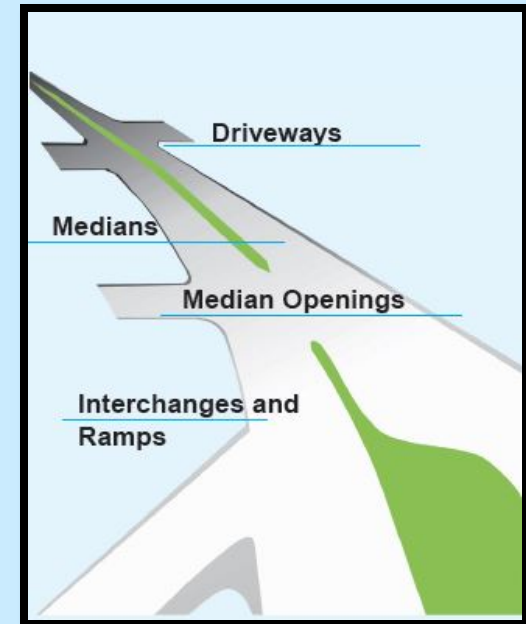 Driveways
Medians
Median Openings
Interchanges and
Ramps